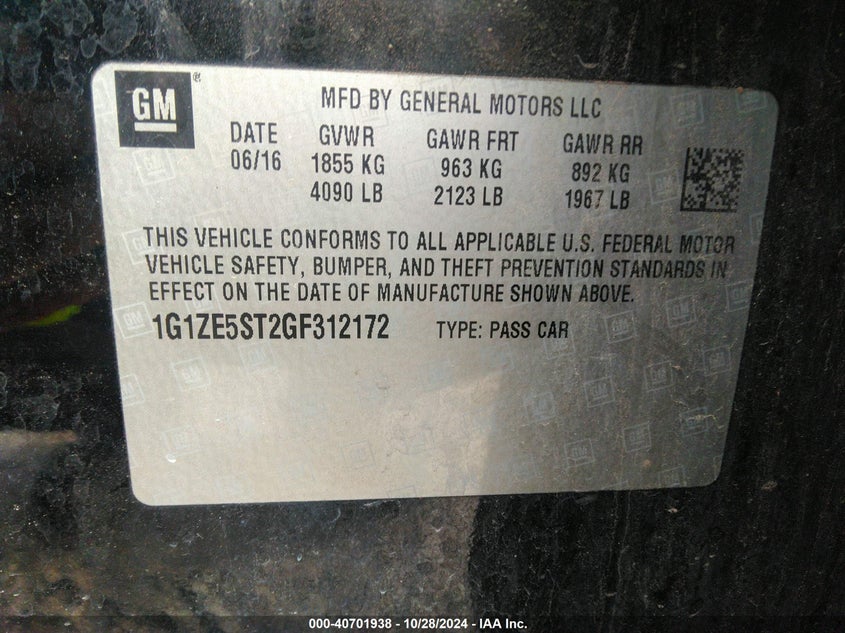 GM ®
MFD BY GENERAL MOTORS LLC
DATE GVWR GAWR FRT GAWR RR
06/16 1855 KG 963 KG 892 KG
4090 LB 2123 LB 1967 LB
THIS VEHICLE CONFORMS TO ALL APPLICABLE U.S. FEDERAL MOTOR
VEHICLE SAFETY, BUMPER, AND THEFT PREVENTION STANDARDS IN
EFFECT ON THE DATE OF MANUFACTURE SHOWN ABOVE.
1G1ZE5ST2GF312172 TYPE: PASS CAR
000-40701938 - 10/28/2024 - IAA Inc.